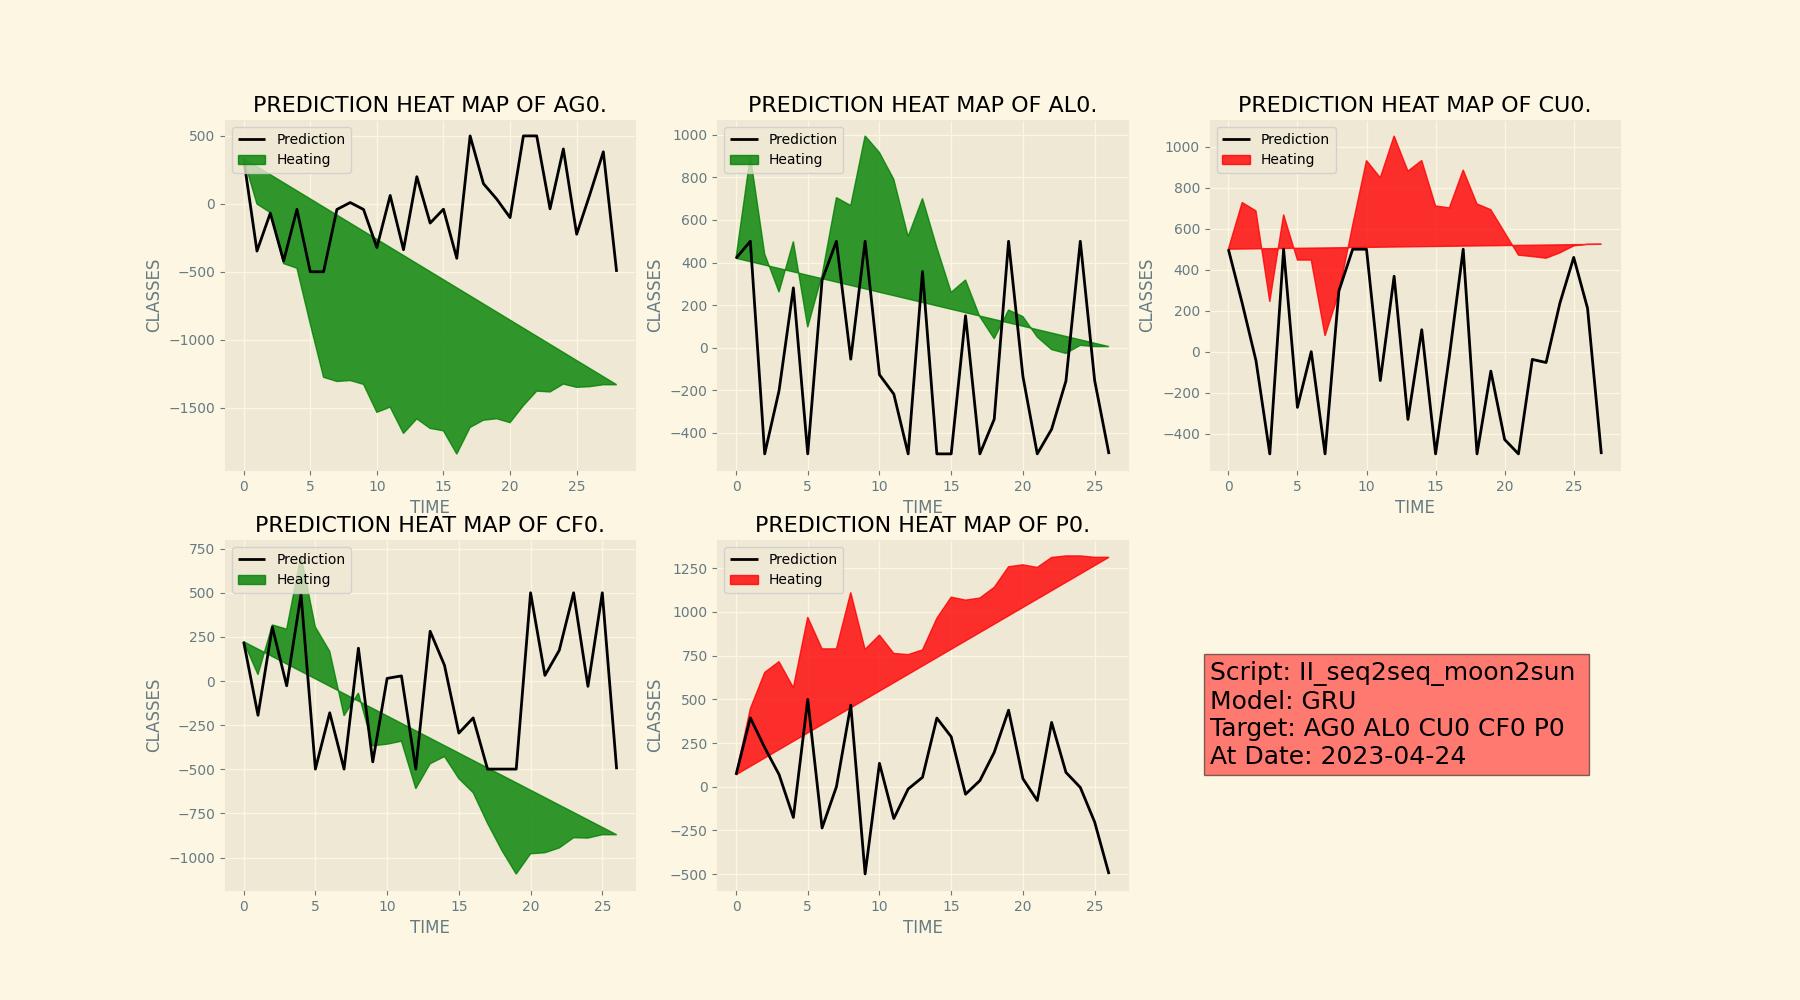 PREDICTION HEAT MAP OF AG0.
Prediction
Heating
500
0
−500
−1000
−1500
CLASSES
0 5 10 15 20 25
TIME
PREDICTION HEAT MAP OF AL0.
Prediction
Heating
1000
800
600
400
200
0
−200
−400
CLASSES
0 5 10 15 20 25
TIME
PREDICTION HEAT MAP OF CU0.
Prediction
Heating
1000
800
600
400
200
0
−200
−400
CLASSES
0 5 10 15 20 25
TIME
PREDICTION HEAT MAP OF CF0.
Prediction
Heating
750
500
250
0
−250
−500
−750
−1000
CLASSES
0 5 10 15 20 25
TIME
PREDICTION HEAT MAP OF P0.
Prediction
Heating
1250
1000
750
500
250
0
−250
−500
CLASSES
0 5 10 15 20 25
TIME
Script: II_seq2seq_moon2sun
Model: GRU
Target: AG0 AL0 CU0 CF0 P0
At Date: 2023-04-24